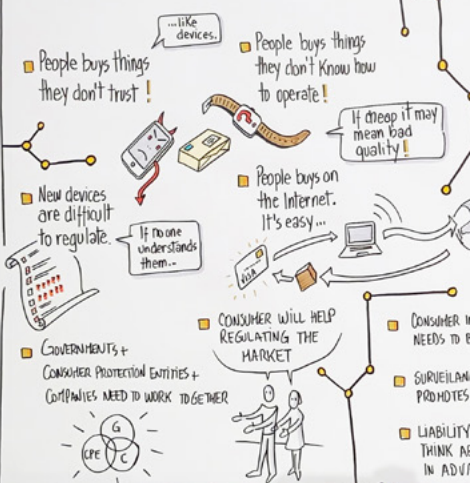 ...like
devices.
People buys things
they don't trust!
People buys things
they don't know how
to operate!
?
If cheap it may
mean bad
quality!
New devices
are difficult
to regulate.
If no one
understands
them...
People buys on
the Internet.
It's easy...
VISA
GOVERNMENTS +
CONSUMER PROTECTION ENTITIES +
COMPANIES NEED TO WORK TOGETHER
G
CPE
C
CONSUMER WILL HELP
REGULATING THE
MARKET
CONSUMER
NEEDS TO
PROMOTES
LIABILITY
THINK
IN